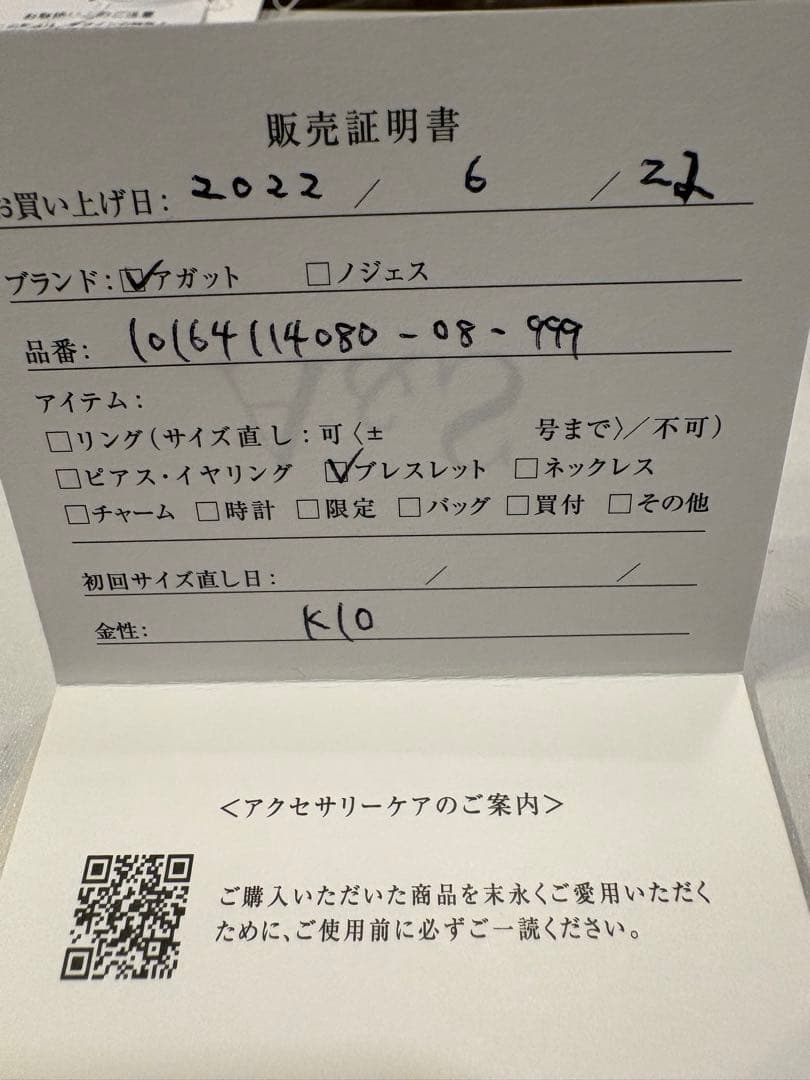 販売証明書
お買い上げ日： 2022 / 6 /
ブランド：☑アガット □ノジェス
品番： 10164114080-08-999
アイテム：
□リング（サイズ直し：可〈± 号まで〉／不可）
□ピアス・イヤリング ☑ブレスレット □ネックレス
□チャーム □時計 □限定 □バッグ □買付 □その他
初回サイズ直し日： / /
金性： K10
＜アクセサリーケアのご案内＞
ご購入いただいた商品を末永くご愛用いただく
ために、ご使用前に必ずご一読ください。